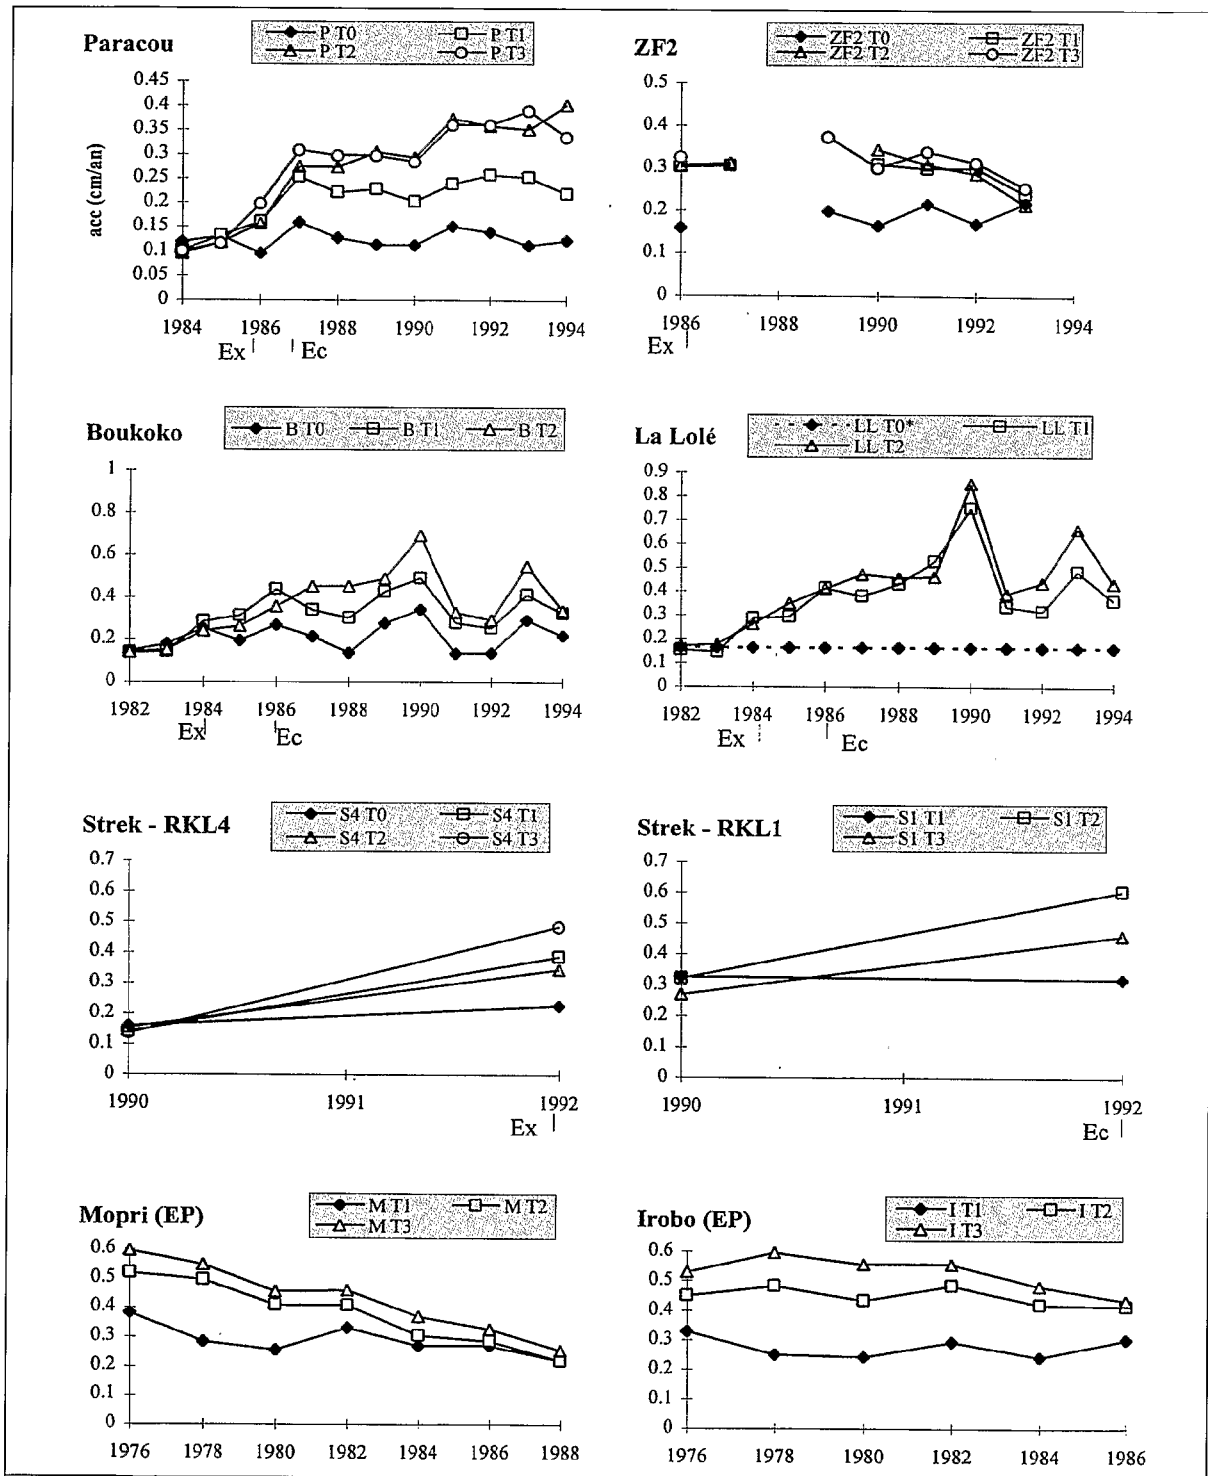 Paracou
P T0 P T1
P T2 P T3
acc (cm/an)
0.45
0.4
0.35
0.3
0.25
0.2
0.15
0.1
0.05
0
1984 1986 1988 1990 1992 1994
Ex Ec
ZF2
ZF2 T0 ZF2 T1
ZF2 T2 ZF2 T3
0.5
0.4
0.3
0.2
0.1
0
1986 1988 1990 1992 1994
Ex
Boukoko
B T0 B T1 B T2
1
0.8
0.6
0.4
0.2
0
1982 1984 1986 1988 1990 1992 1994
Ex Ec
La Lolé
LL T0* LL T1
LL T2
0.9
0.8
0.7
0.6
0.5
0.4
0.3
0.2
0.1
0
1982 1984 1986 1988 1990 1992 1994
Ex Ec
Strek - RKL4
S4 T0 S4 T1
S4 T2 S4 T3
0.7
0.6
0.5
0.4
0.3
0.2
0.1
0
1990 1991 1992
Ex
Strek - RKL1
S1 T1 S1 T2
S1 T3
0.7
0.6
0.5
0.4
0.3
0.2
0.1
0
1990 1991 1992
Ec
Mopri (EP)
M T1 M T2
M T3
0.6
0.5
0.4
0.3
0.2
0.1
0
1976 1978 1980 1982 1984 1986 1988
Irobo (EP)
I T1 I T2
I T3
0.6
0.5
0.4
0.3
0.2
0.1
0
1976 1978 1980 1982 1984 1986